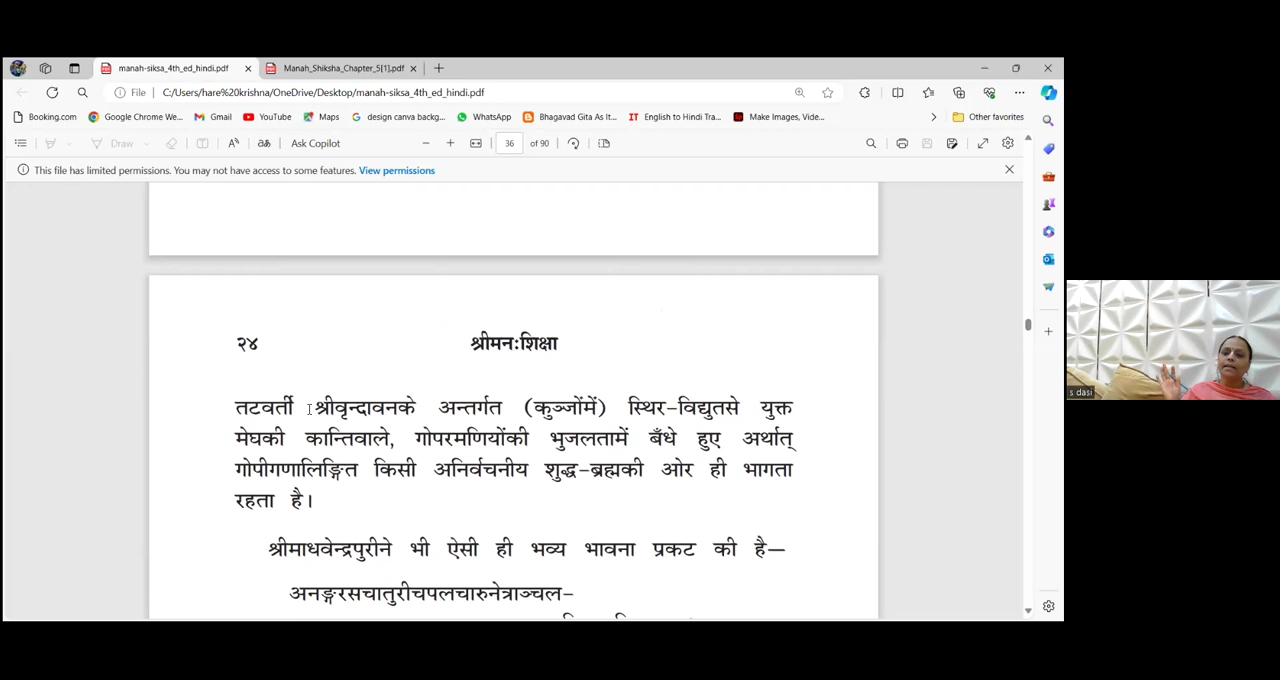 manah-siksa_4th_ed_hindi.pdf
Manah_Shiksha_Chapter_5[1].pdf
File
C:/Users/hare%20krishna/OneDrive/Desktop/manah-siksa_4th_ed_hindi.pdf
Booking.com
Google Chrome We...
Gmail
YouTube
Maps
design canva backg...
WhatsApp
Bhagavad Gita As It...
IT English to Hindi Tra...
Make Images, Vide...
Other favorites
Draw
Ask Copilot
36 of 90
This file has limited permissions. You may not have access to some features. View permissions
२४ श्रीमनःशिक्षा
तटवर्ती श्रीवृन्दावनके अन्तर्गत (कुञ्जोंमें) स्थिर-विद्युतसे युक्त
मेघकी कान्तिवाले, गोपरमणियोंकी भुजलतामें बँधे हुए अर्थात्
गोपीगणालिङ्गित किसी अनिर्वचनीय शुद्ध-ब्रह्मकी ओर ही भागता
रहता है।
श्रीमाधवेन्द्रपुरीने भी ऐसी ही भव्य भावना प्रकट की है—
अनङ्गरसचातुरीचपलचारुनेत्राञ्चल-
s dasi